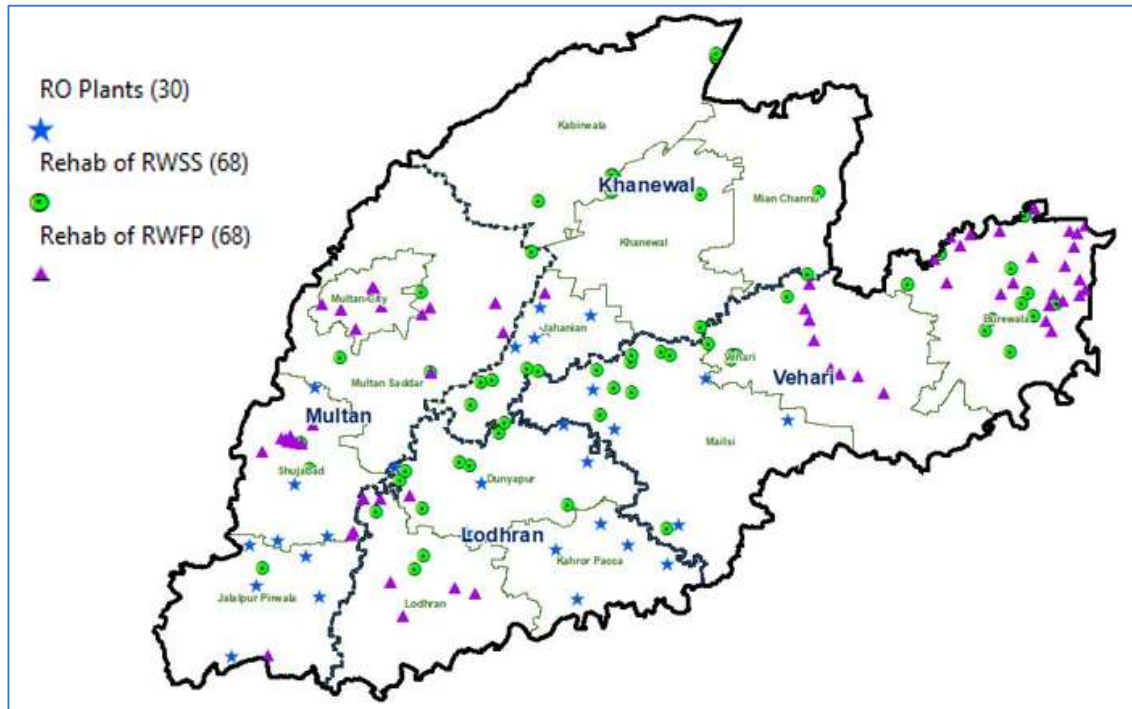 RO Plants (30)
Rehab of RWSS (68)
Rehab of RWFP (68)
Kabirwala
Khanewal
Mian Channu
Khanewal
Multan City
Jahanian
Burewala
Vehari
Multan Saddar
Vehari
Multan
Mailsi
Shujabad
Dunyapur
Lodhran
Kahror Pacca
Jalalpur Pirwala
Lodhran